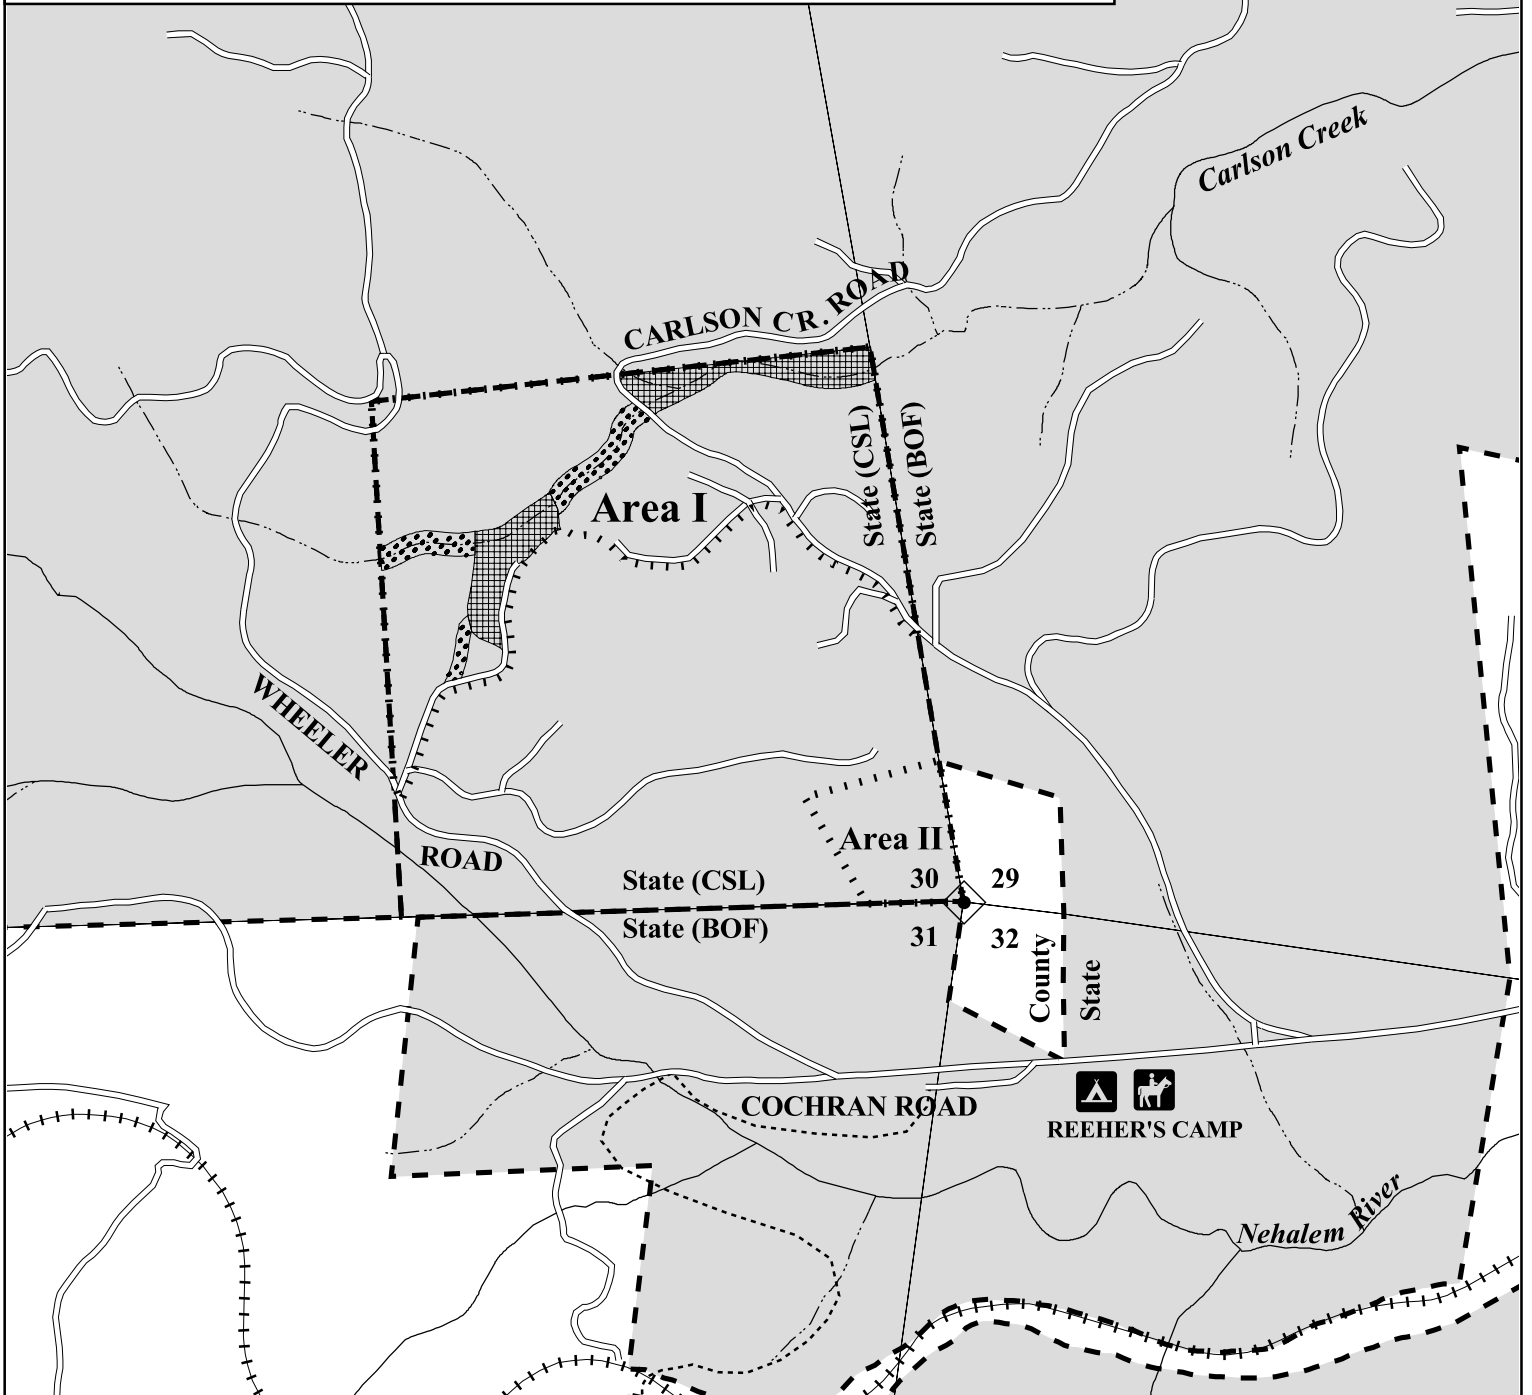 Carlson Creek
CARLSON CR. ROAD
State (CSL)
State (BOF)
Area I
WHEELER
ROAD
Area II
State (CSL)
30
29
State (BOF)
31
32
County
State
COCHRAN ROAD
REEHER'S CAMP
Nehalem River